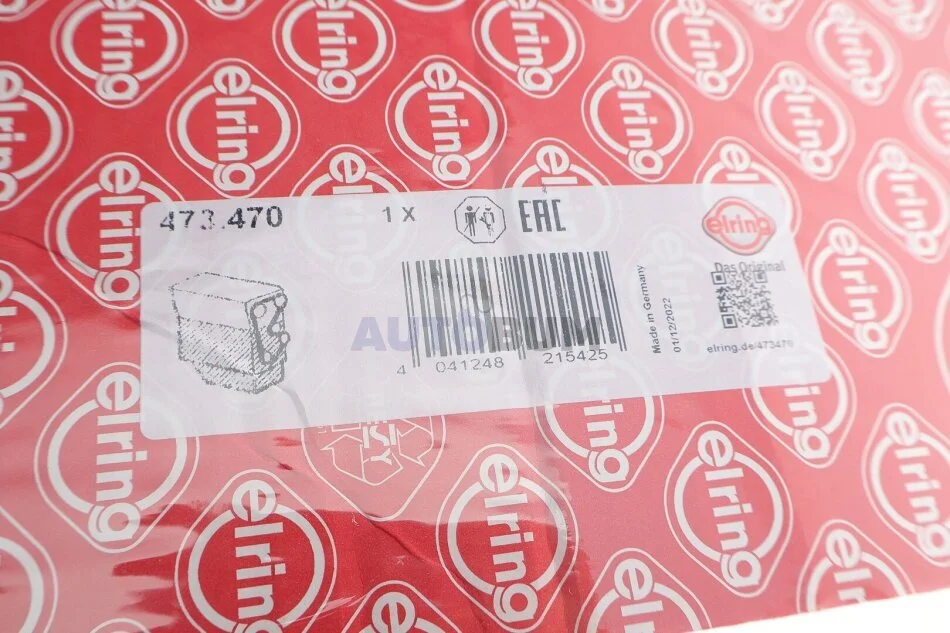 473.470 1 X EAC
elring
Das Original
AUTOBUM
4 041248 215425
Made in Germany
01/12/2022
elring.de/473470
elring